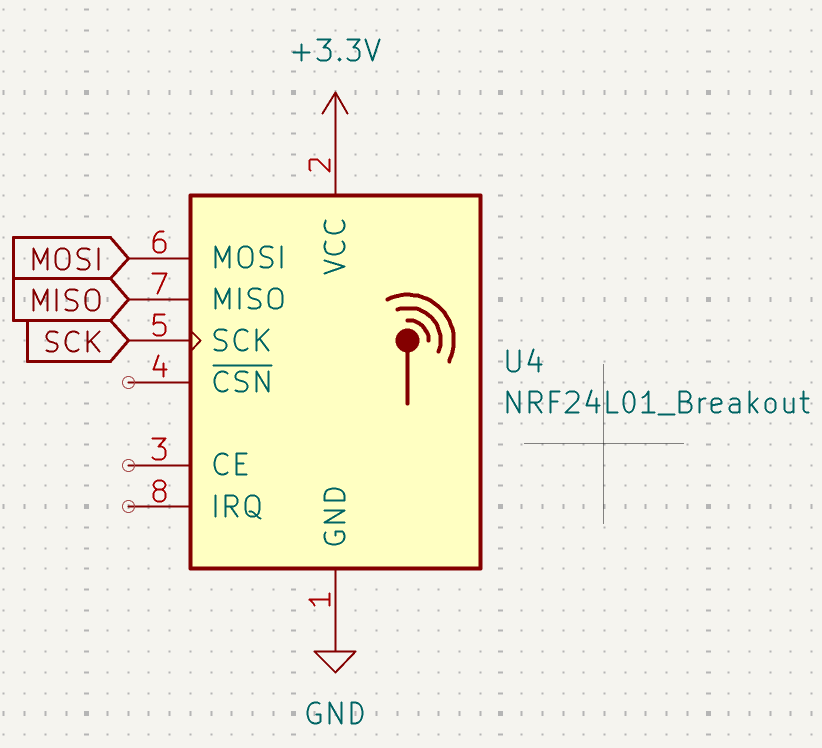 +3.3V
2
VCC
MOSI 6 MOSI
MISO 7 MISO
SCK 5 SCK
4 CSN
3 CE
8 IRQ
U4
NRF24L01_Breakout
GND
1
GND